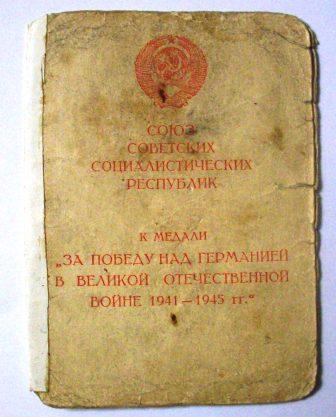 СОЮЗ
СОВЕТСКИХ
СОЦИАЛИСТИЧЕСКИХ
РЕСПУБЛИК
К МЕДАЛИ
„ЗА ПОБЕДУ НАД ГЕРМАНИЕЙ
В ВЕЛИКОЙ ОТЕЧЕСТВЕННОЙ
ВОЙНЕ 1941—1945 гг.“